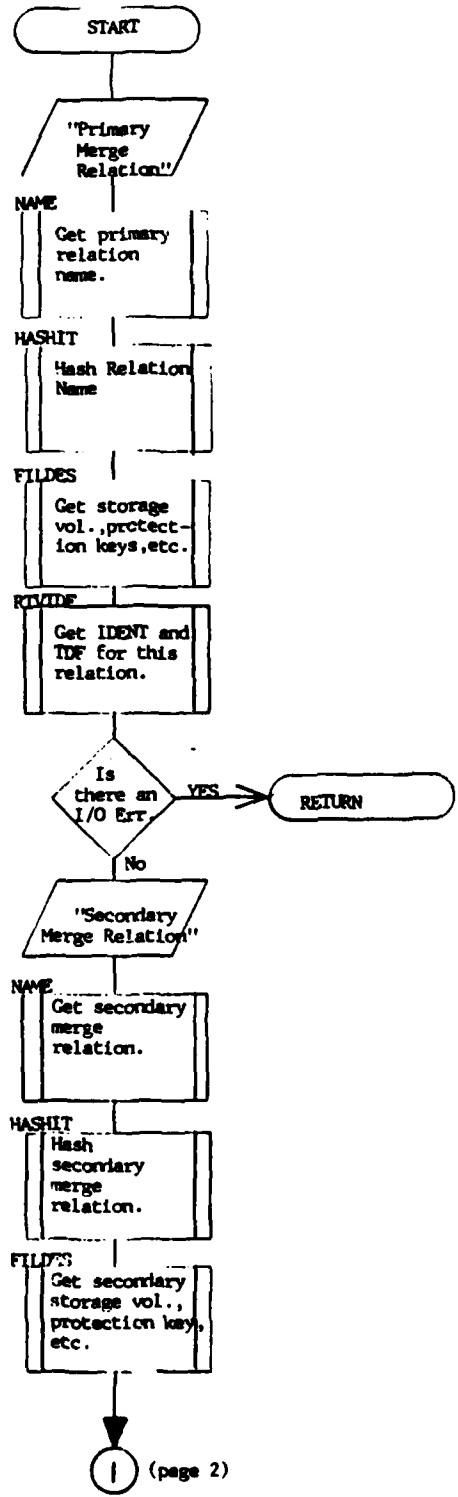 START
"Primary
Merge
Relation"
NAME
Get primary
relation
name.
HASHIT
Hash Relation
Name
FILDES
Get storage
vol.,prctect-
ion keys,etc.
RTVTDF
Get IDENT and
TDF for this
relation.
Is
there an
I/O Err.
YES
RETURN
No
"Secondary
Merge Relation"
NAME
Get secondary
merge
relation.
HASHIT
Hash
secondary
merge
relation.
FILDES
Get secondary
storage vol.,
protection key,
etc.
1 (page 2)